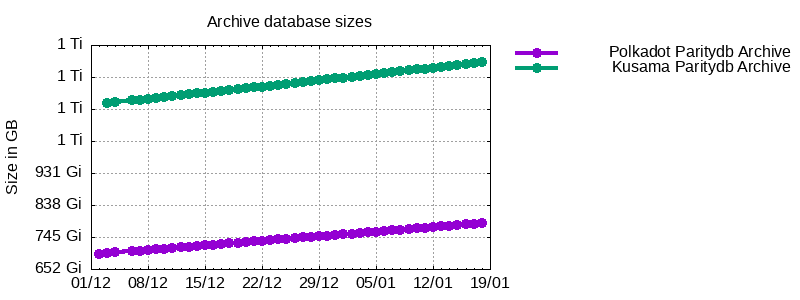 Archive database sizes
Polkadot Paritydb Archive
Kusama Paritydb Archive
Size in GB
1 Ti
1 Ti
1 Ti
1 Ti
931 Gi
838 Gi
745 Gi
652 Gi
01/12 08/12 15/12 22/12 29/12 05/01 12/01 19/01